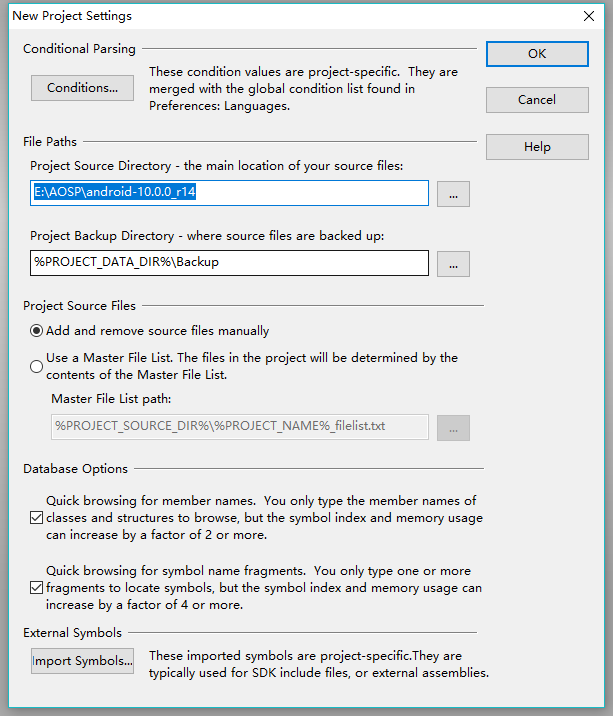 New Project Settings
Conditional Parsing
OK
Conditions...
These condition values are project-specific.  They are
merged with the global condition list found in
Preferences: Languages.
Cancel
File Paths
Help
Project Source Directory - the main location of your source files:
E:\AOSP\android-10.0.0_r14
...
Project Backup Directory - where source files are backed up:
%PROJECT_DATA_DIR%\Backup
...
Project Source Files
Add and remove source files manually
Use a Master File List. The files in the project will be determined by the
contents of the Master File List.
Master File List path:
%PROJECT_SOURCE_DIR%\%PROJECT_NAME%_filelist.txt
...
Database Options
Quick browsing for member names.  You only type the member names of
classes and structures to browse, but the symbol index and memory usage
can increase by a factor of 2 or more.
Quick browsing for symbol name fragments.  You only type one or more
fragments to locate symbols, but the symbol index and memory usage can
increase by a factor of 4 or more.
External Symbols
Import Symbols...
These imported symbols are project-specific.They are
typically used for SDK include files, or external assemblies.